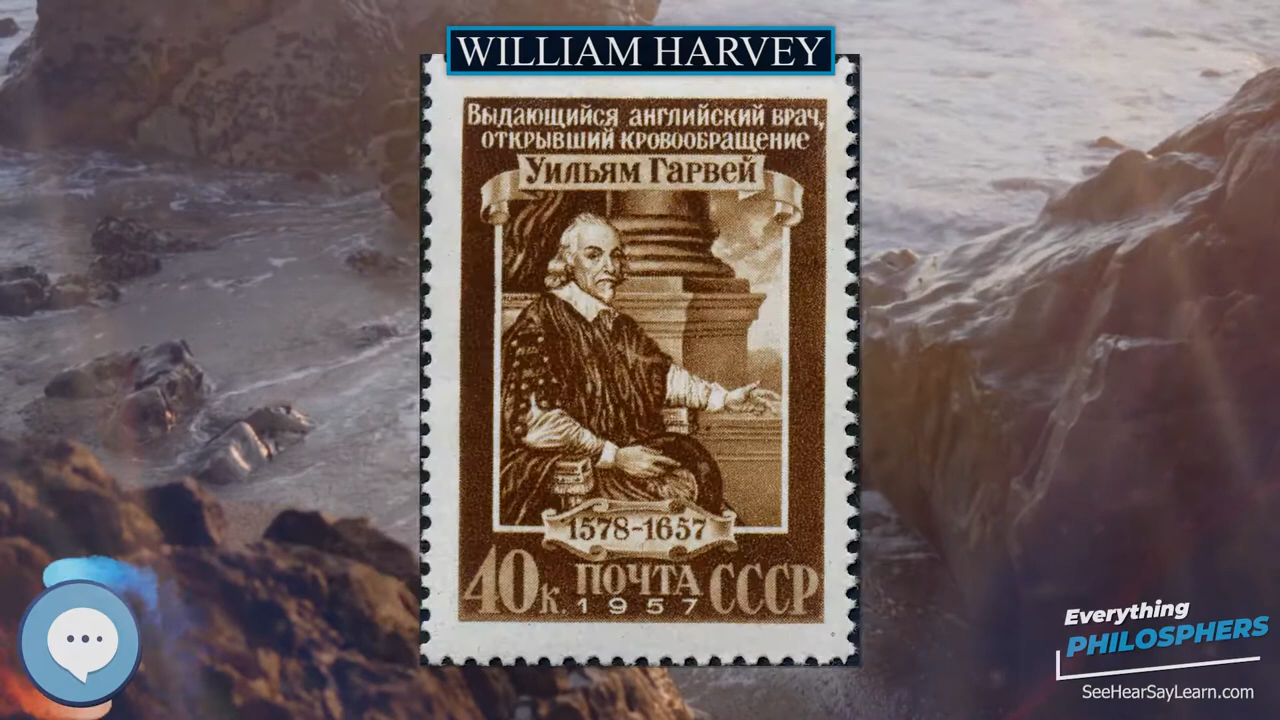 WILLIAM HARVEY
Выдающийся английский врач,
открывший кровообращение
Уильям Гарвей
1578-1657
40к. ПОЧТА СССР
1957
Everything
PHILOSPHERS
SeeHearSayLearn.com